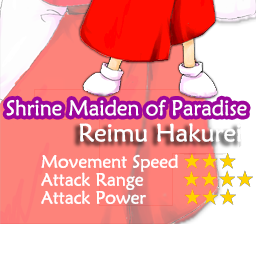 Shrine Maiden of Paradise
Reimu Hakurei
Movement Speed ★★★
Attack Range ★★★★
Attack Power ★★★